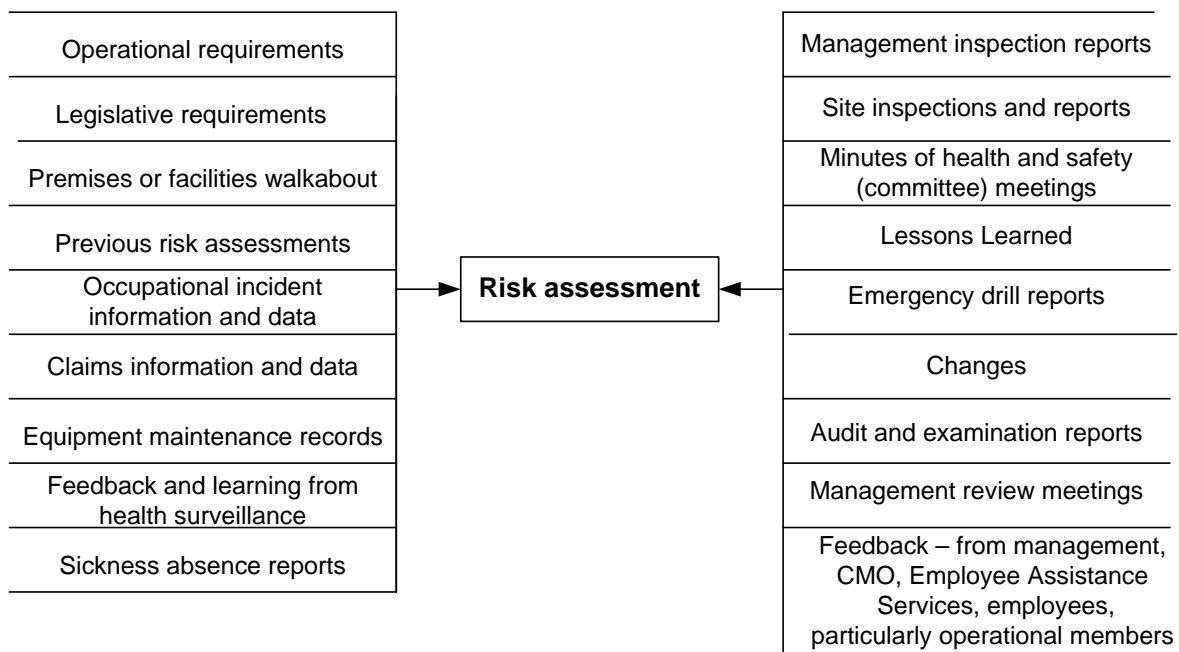 Operational requirements
Legislative requirements
Premises or facilities walkabout
Previous risk assessments
Occupational incident
information and data
Claims information and data
Equipment maintenance records
Feedback and learning from
health surveillance
Sickness absence reports
Risk assessment
Management inspection reports
Site inspections and reports
Minutes of health and safety
(committee) meetings
Lessons Learned
Emergency drill reports
Changes
Audit and examination reports
Management review meetings
Feedback – from management,
CMO, Employee Assistance
Services, employees,
particularly operational members